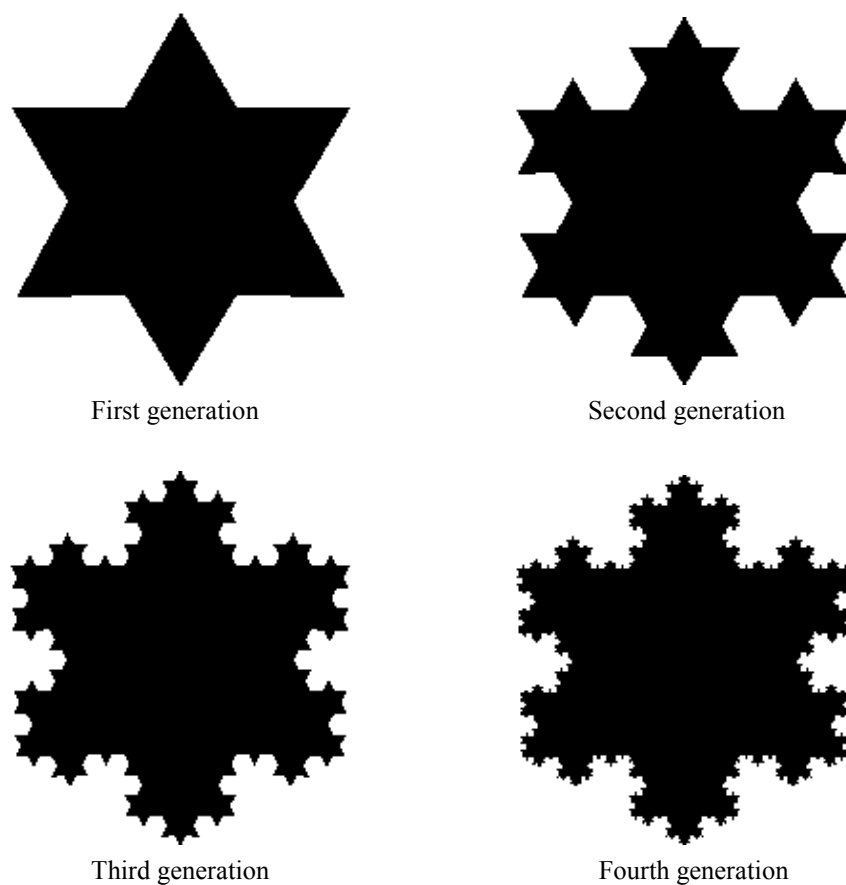 First generation
Second generation
Third generation
Fourth generation